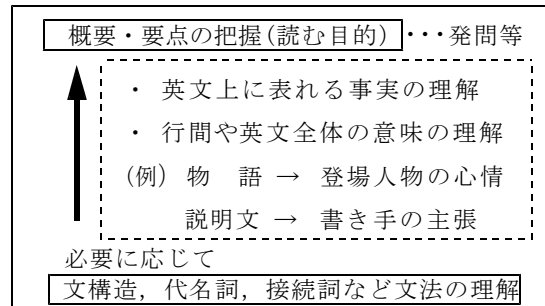 概要・要点の把握(読む目的)・・・発問等
・ 英文上に表れる事実の理解
・ 行間や英文全体の意味の理解
(例) 物　語 → 登場人物の心情
説明文 → 書き手の主張
必要に応じて
文構造，代名詞，接続詞など文法の理解